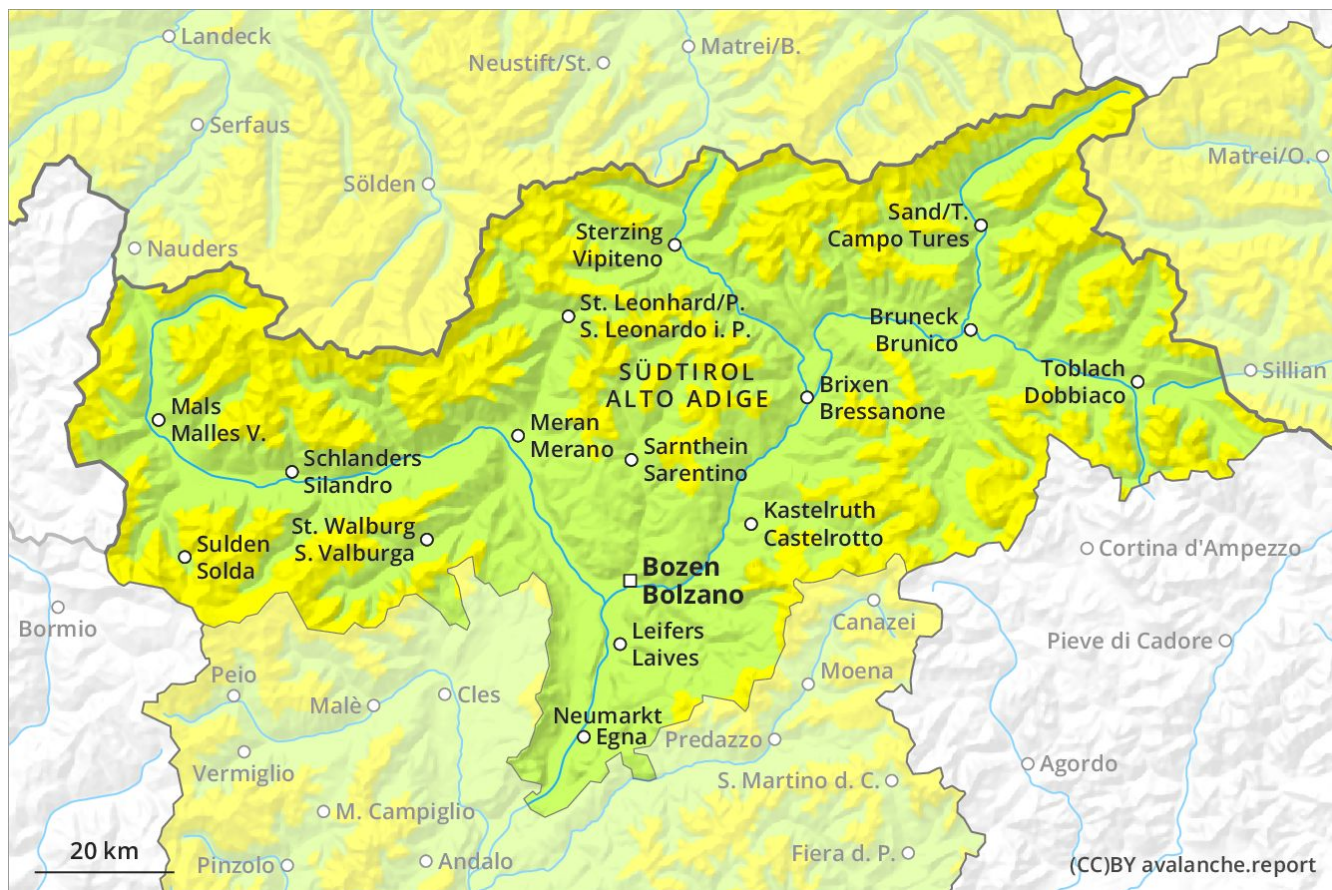 Landeck
Matrei/B.
Neustift/St.
Serfaus
Matrei/O.
Sölden
Sand/T.
Campo Tures
Sterzing
Vipiteno
Nauders
St. Leonhard/P.
S. Leonardo i. P.
Bruneck
Brunico
SÜDTIROL
ALTO ADIGE
Toblach
Dobbiaco
Sillian
Brixen
Bressanone
Mals
Malles V.
Meran
Merano
Sarnthein
Sarentino
Schlanders
Silandro
Kastelruth
Castelrotto
St. Walburg
S. Valburga
Sulden
Solda
Cortina d'Ampezzo
Bozen
Bolzano
Bormio
Canazei
Leifers
Laives
Pieve di Cadore
Peio
Moena
Malè
Cles
Neumarkt
Egna
Predazzo
Vermiglio
Agordo
S. Martino d. C.
M. Campiglio
20 km
Pinzolo
Andalo
Fiera d. P.
(CC)BY avalanche.report